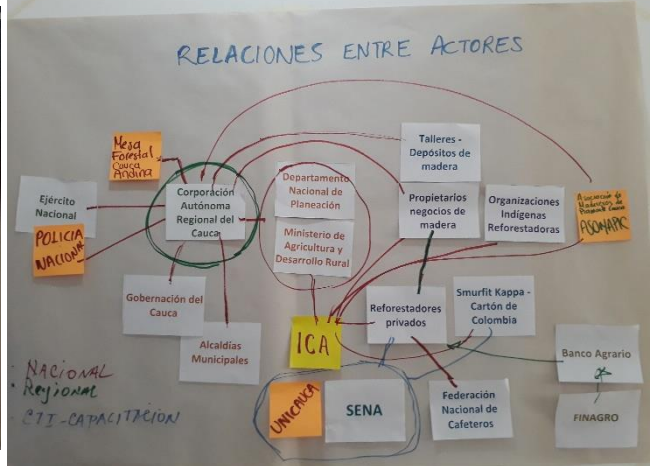 RELACIONES ENTRE ACTORES
Mesa
Forestal
Cauca
Andina
Ejército
Nacional
POLICIA
NACIONAL
Corporación
Autónoma
Regional del
Cauca
Departamento
Nacional de
Planeación
Ministerio de
Agricultura y
Desarrollo Rural
Talleres -
Depósitos de
madera
Propietarios
negocios de
madera
Organizaciones
Indígenas
Reforestadoras
Asociación de
ASOMAPC
Gobernación del
Cauca
Alcaldías
Municipales
ICA
Reforestadores
privados
Smurfit Kappa -
Cartón de
Colombia
Banco Agrario
FINAGRO
UNICAUCA
SENA
Federación
Nacional de
Cafeteros
NACIONAL
Regional
CTI-CAPACITACION